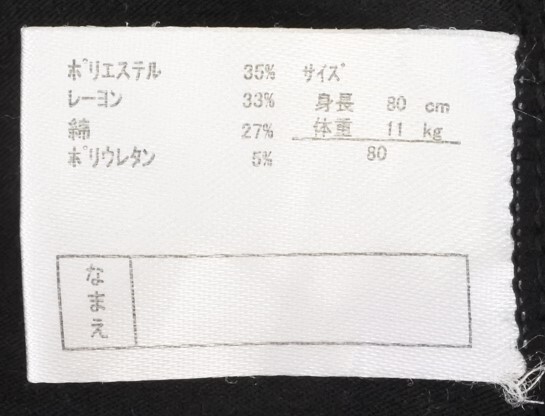 ポリエステル 35%
レーヨン 33%
綿 27%
ポリウレタン 5%
サイズ
身長 80 cm
体重 11 kg
80
なまえ